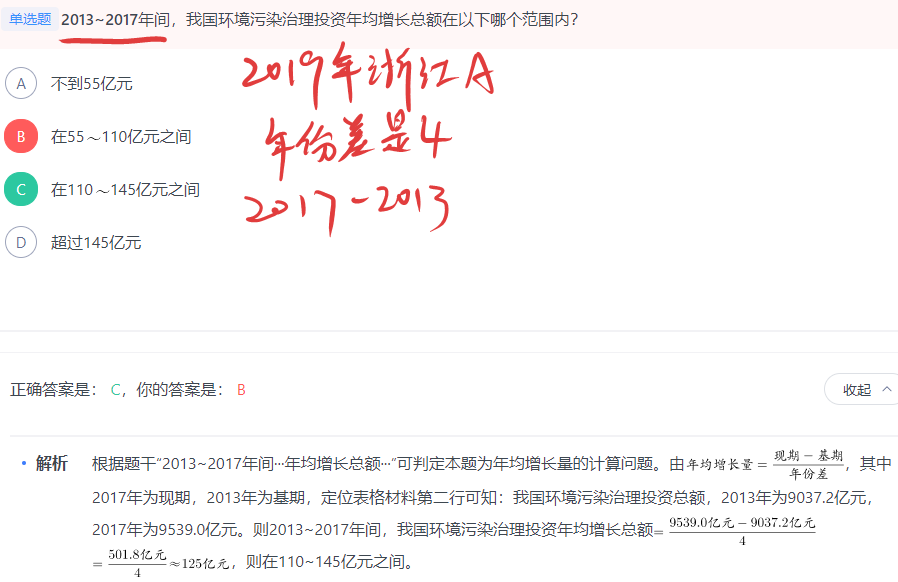 单选题 2013~2017年间，我国环境污染治理投资年均增长总额在以下哪个范围内？
2019年浙江A
A 不到55亿元
年份差是4
B 在55～110亿元之间
2017-2013
C 在110～145亿元之间
D 超过145亿元
正确答案是： C，你的答案是： B
收起
• 解析 根据题干“2013~2017年间···年均增长总额···”可判定本题为年均增长量的计算问题。由年均增长量=现期-基期/年份差，其中
2017年为现期，2013年为基期，定位表格材料第二行可知：我国环境污染治理投资总额，2013年为9037.2亿元，
2017年为9539.0亿元。则2013~2017年间，我国环境污染治理投资年均增长总额=9539.0亿元-9037.2亿元/4
=501.8亿元/4≈125亿元，则在110~145亿元之间。